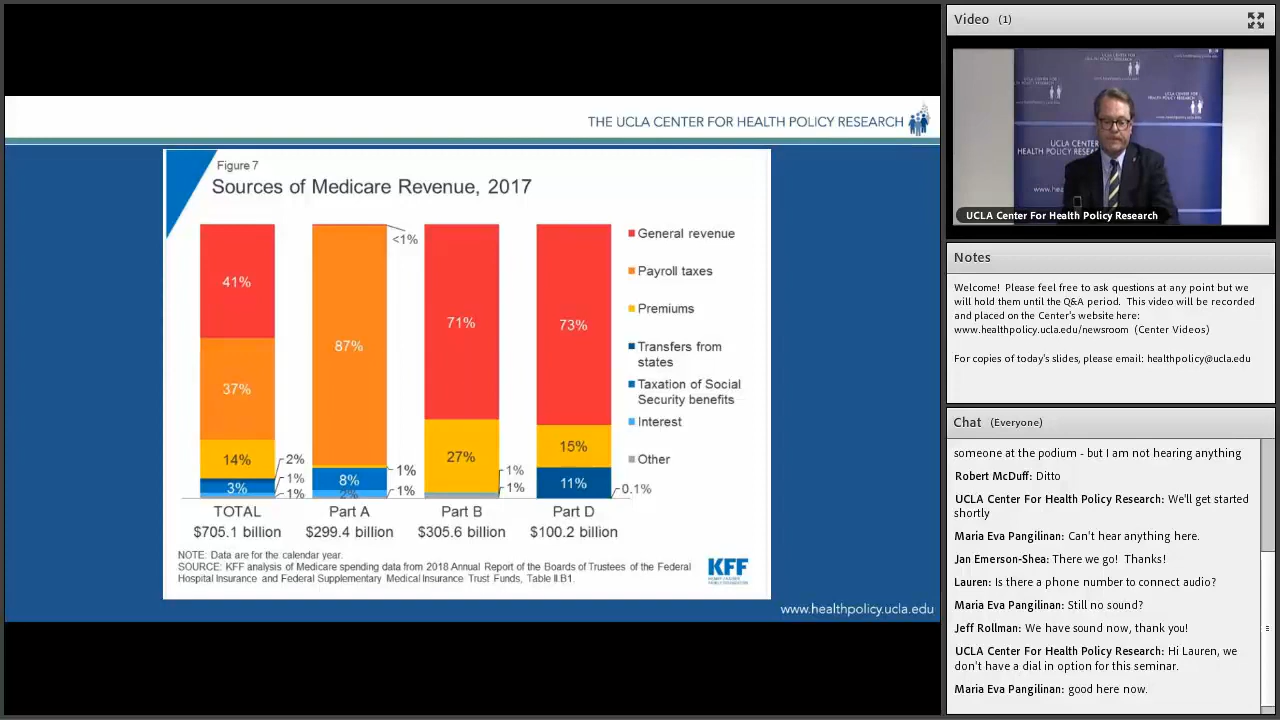 THE UCLA CENTER FOR HEALTH POLICY RESEARCH
Figure 7
Sources of Medicare Revenue, 2017
41%
37%
14%
2%
3%
1%
1%
<1%
87%
1%
8%
2%
1%
71%
27%
1%
1%
73%
15%
11%
0.1%
TOTAL
$705.1 billion
Part A
$299.4 billion
Part B
$305.6 billion
Part D
$100.2 billion
General revenue
Payroll taxes
Premiums
Transfers from
states
Taxation of Social
Security benefits
Interest
Other
NOTE: Data are for the calendar year.
SOURCE: KFF analysis of Medicare spending data from 2018 Annual Report of the Boards of Trustees of the Federal
Hospital Insurance and Federal Supplementary Medical Insurance Trust Funds, Table II.B1.
KFF
www.healthpolicy.ucla.edu
Video (1)
UCLA CENTER FOR
HEALTH POLICY RESEARCH
UCLA CENTER
HEALTH POLICY RESEA
www.he
UCLA Center For Health Policy Research
Notes
Welcome! Please feel free to ask questions at any point but we
will hold them until the Q&A period. This video will be recorded
and placed on the Center's website here:
www.healthpolicy.ucla.edu/newsroom (Center Videos)
For copies of today's slides, please email: healthpolicy@ucla.edu
Chat (Everyone)
someone at the podium - but I am not hearing anything
Robert McDuff: Ditto
UCLA Center For Health Policy Research: We'll get started
shortly
Maria Eva Pangilinan: Can't hear anything here.
Jan Emerson-Shea: There we go! Thanks!
Lauren: Is there a phone number to connect audio?
Maria Eva Pangilinan: Still no sound?
Jeff Rollman: We have sound now, thank you!
UCLA Center For Health Policy Research: Hi Lauren, we
don't have a dial in option for this seminar.
Maria Eva Pangilinan: good here now.